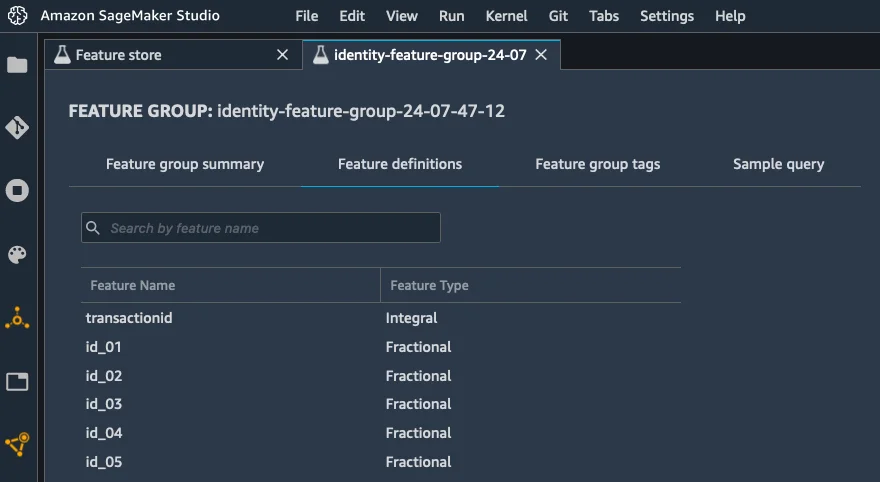 Amazon SageMaker Studio File Edit View Run Kernel Git Tabs Settings Help
Feature store identity-feature-group-24-07
FEATURE GROUP: identity-feature-group-24-07-47-12
Feature group summary Feature definitions Feature group tags Sample query
Search by feature name
Feature Name Feature Type
transactionid Integral
id_01 Fractional
id_02 Fractional
id_03 Fractional
id_04 Fractional
id_05 Fractional